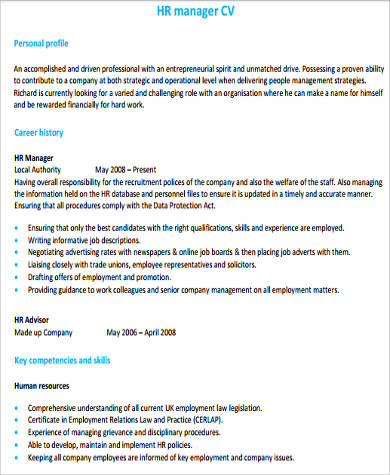 HR manager CV
Personal profile
An accomplished and driven professional with an entrepreneurial spirit and unmatched drive. Possessing a proven ability
to contribute to a company at both strategic and operational level when delivering people management strategies.
Richard is currently looking for a varied and challenging role with an organisation where he can make a name for himself
and be rewarded financially for hard work.
Career history
HR Manager
Local Authority May 2008 – Present
Having overall responsibility for the recruitment polices of the company and also the welfare of the staff. Also managing
the information held on the HR database and personnel files to ensure it is updated in a timely and accurate manner.
Ensuring that all procedures comply with the Data Protection Act.
• Ensuring that only the best candidates with the right qualifications, skills and experience are employed.
• Writing informative job descriptions.
• Negotiating advertising rates with newspapers & online job boards & then placing job adverts with them.
• Liaising closely with trade unions, employee representatives and solicitors.
• Drafting offers of employment and promotion.
• Providing guidance to work colleagues and senior company management on all employment matters.
HR Advisor
Made up Company May 2006 – April 2008
Key competencies and skills
Human resources
• Comprehensive understanding of all current UK employment law legislation.
• Certificate in Employment Relations Law and Practice (CERLAP).
• Experience of managing grievance and disciplinary procedures.
• Able to develop, maintain and implement HR policies.
• Keeping all company employees are informed of key employment and company issues.